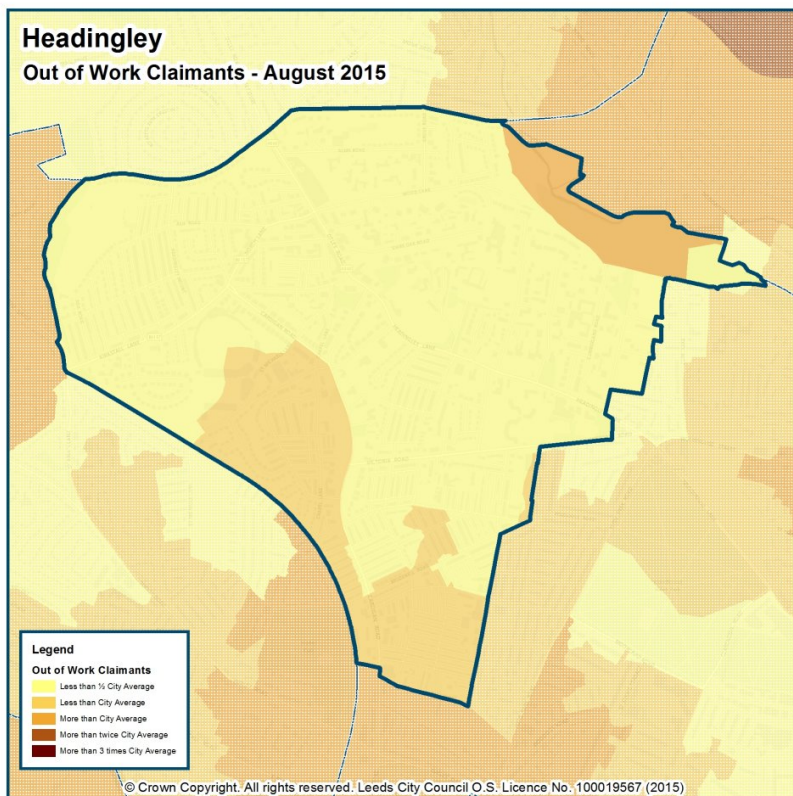 Headingley
Out of Work Claimants - August 2015
Legend
Out of Work Claimants
Less than ½ City Average
Less than City Average
More than City Average
More than twice City Average
More than 3 times City Average
© Crown Copyright. All rights reserved. Leeds City Council O.S. Licence No. 100019567 (2015)